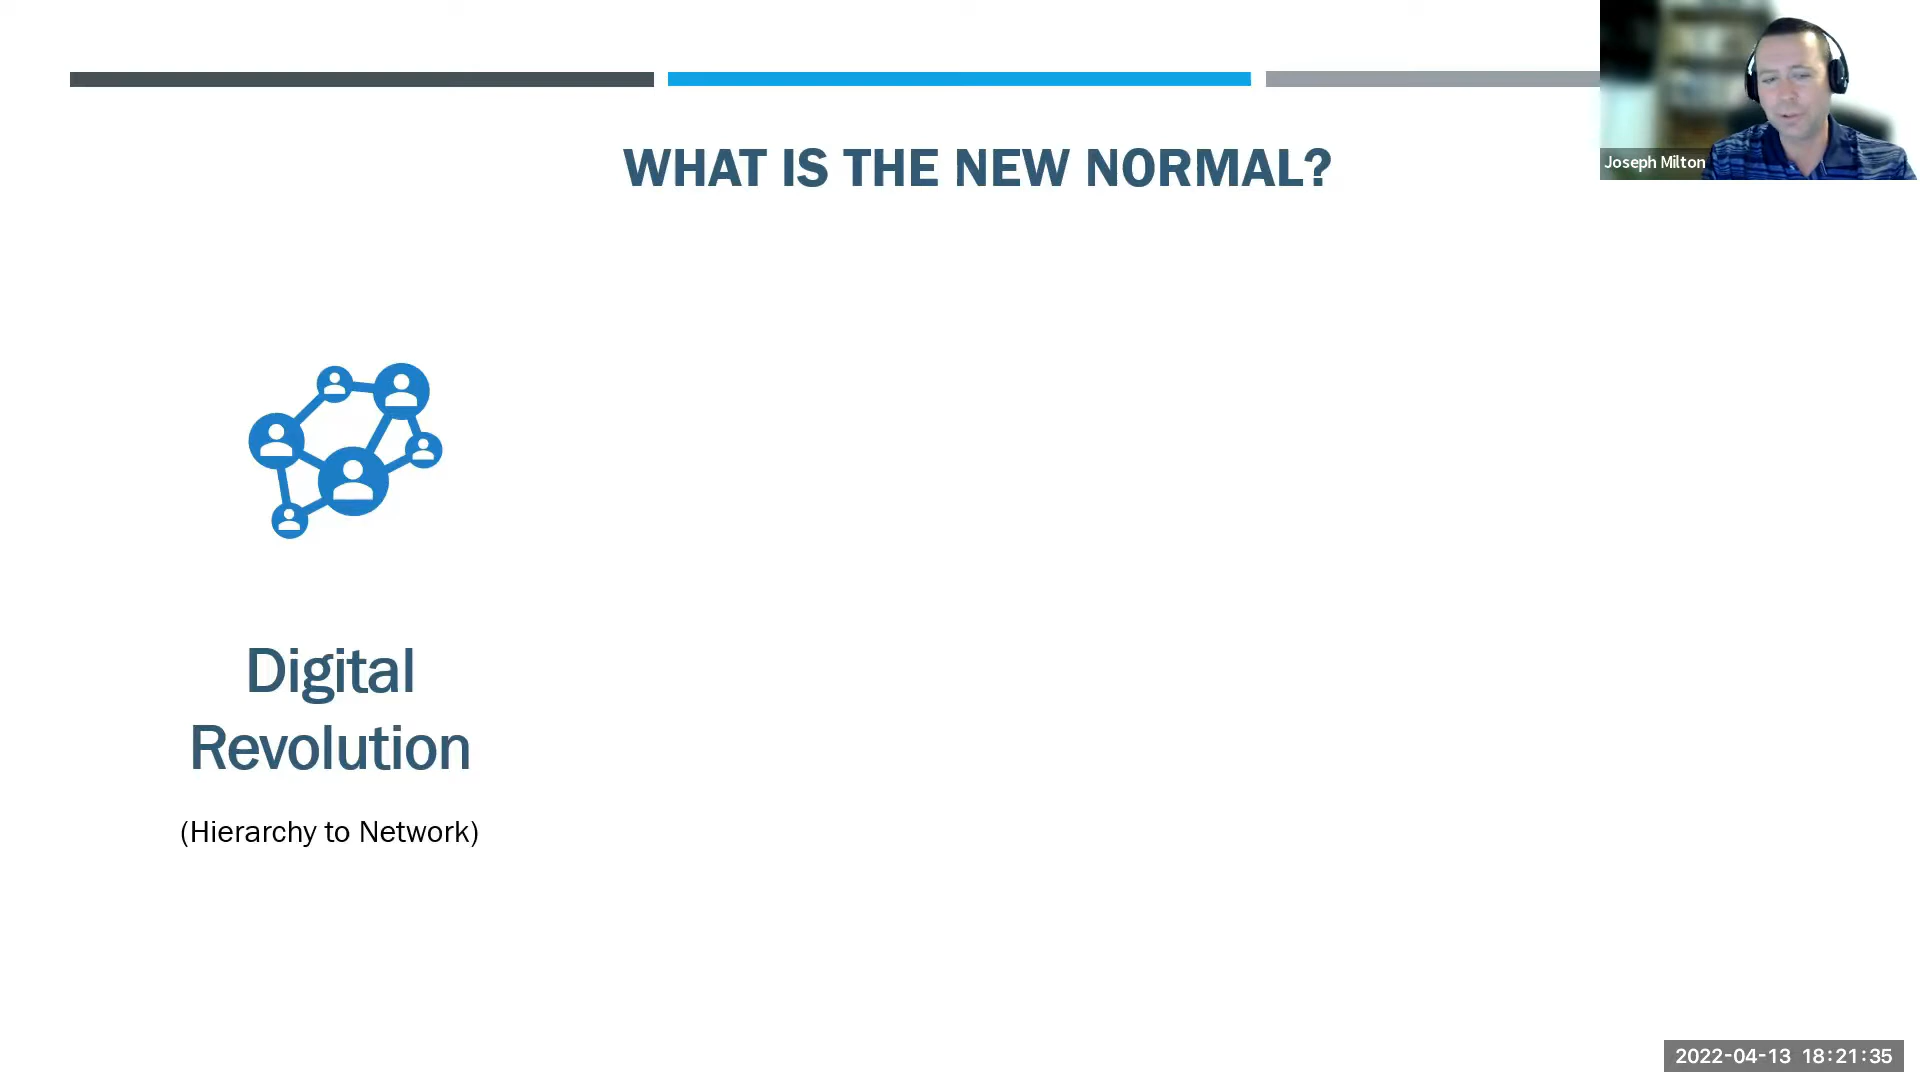 WHAT IS THE NEW NORMAL?
Joseph Milton
Digital
Revolution
(Hierarchy to Network)
2022-04-13 18:21:35